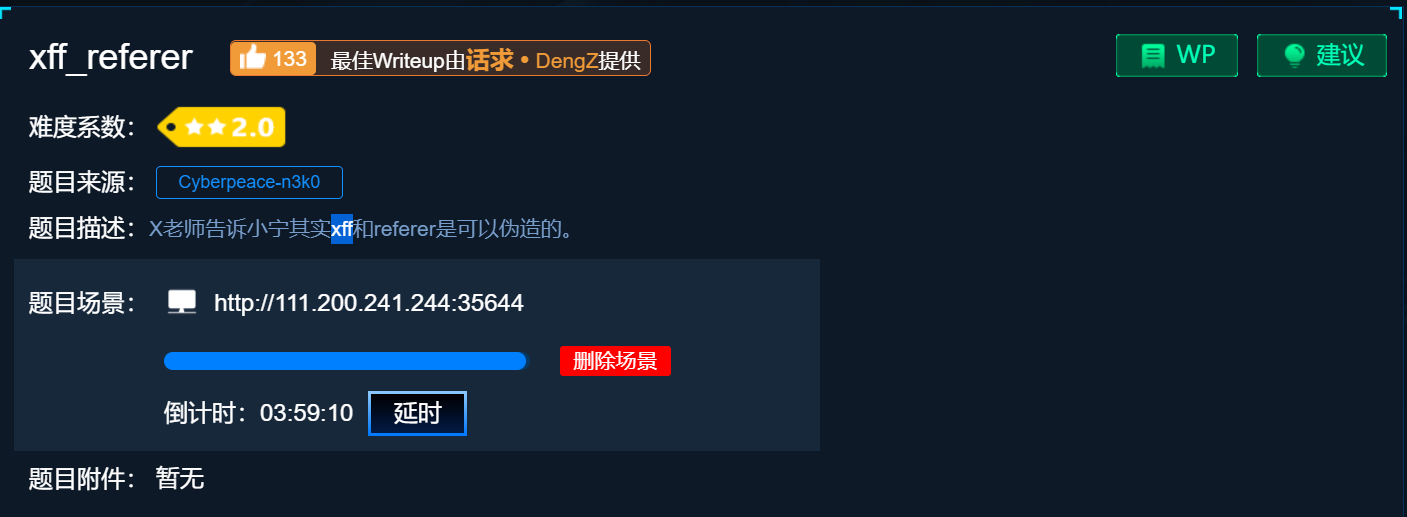 xff_referer 133 最佳Writeup由话求 • DengZ提供 WP 建议
难度系数： 2.0
题目来源： Cyberpeace-n3k0
题目描述：X老师告诉小宁其实xff和referer是可以伪造的。
题目场景： http://111.200.241.244:35644
删除场景
倒计时：03:59:10 延时
题目附件： 暂无